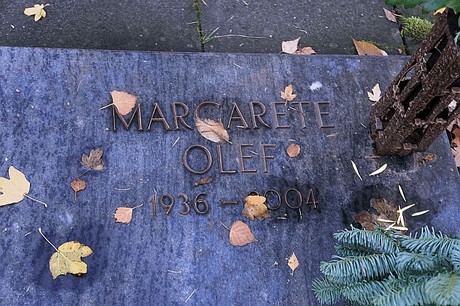 MARGARETE
OLEF
1936 - 2004